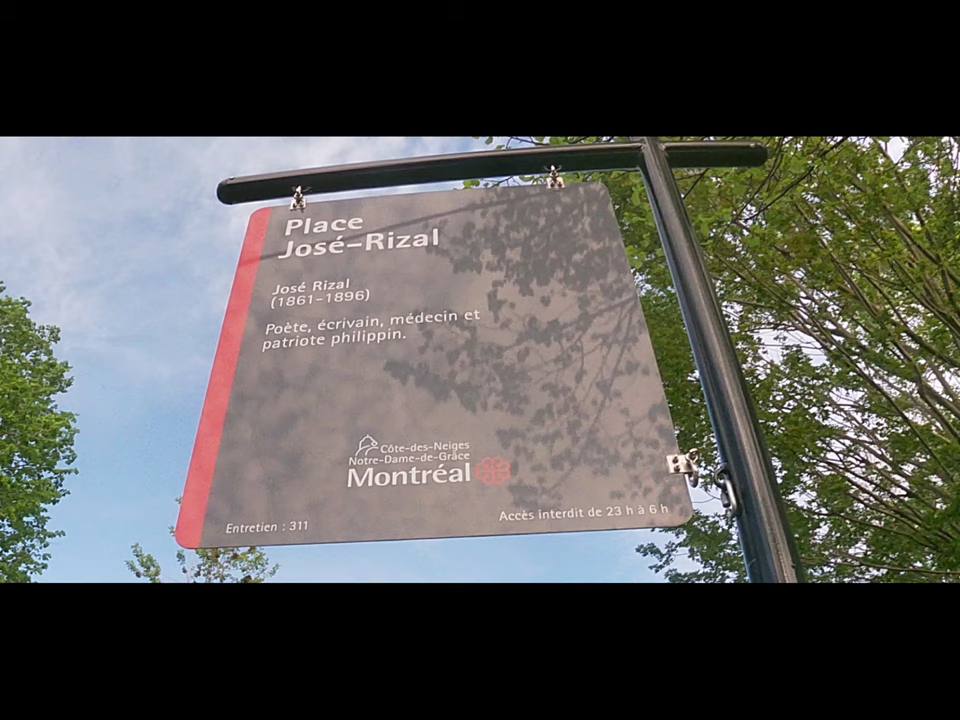 Place
José-Rizal
José Rizal
(1861-1896)
Poète, écrivain, médecin et
patriote philippin.
Côte-des-Neiges
Notre-Dame-de-Grâce
Montréal
Entretien : 311
Accès interdit de 23 h à 6 h